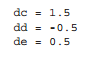 dc = 1.5
dd = -0.5
de = 0.5